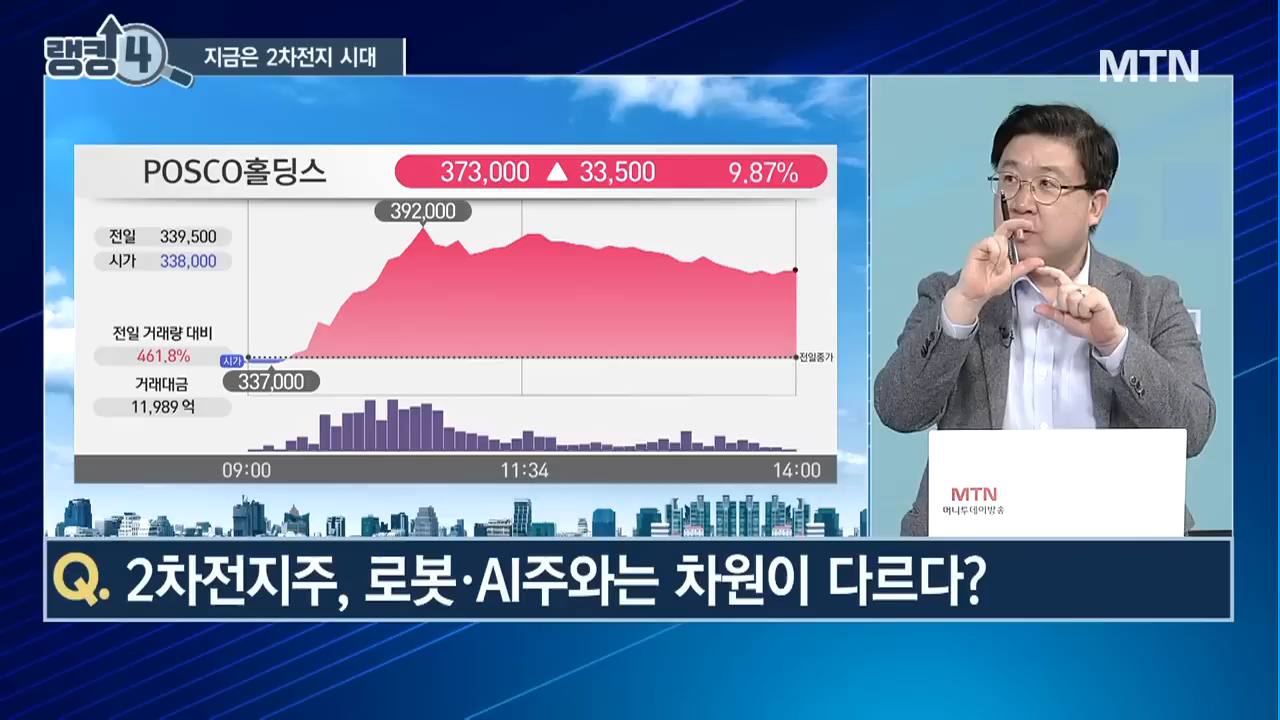 랭킹4
지금은 2차전지 시대
MTN
POSCO홀딩스
373,000 ▲ 33,500 9.87%
392,000
전일 339,500
시가 338,000
전일 거래량 대비
461.8%
시가
전일종가
337,000
거래대금
11,989 억
09:00 11:34 14:00
MTN
머니투데이방송
Q. 2차전지주, 로봇·AI주와는 차원이 다르다?